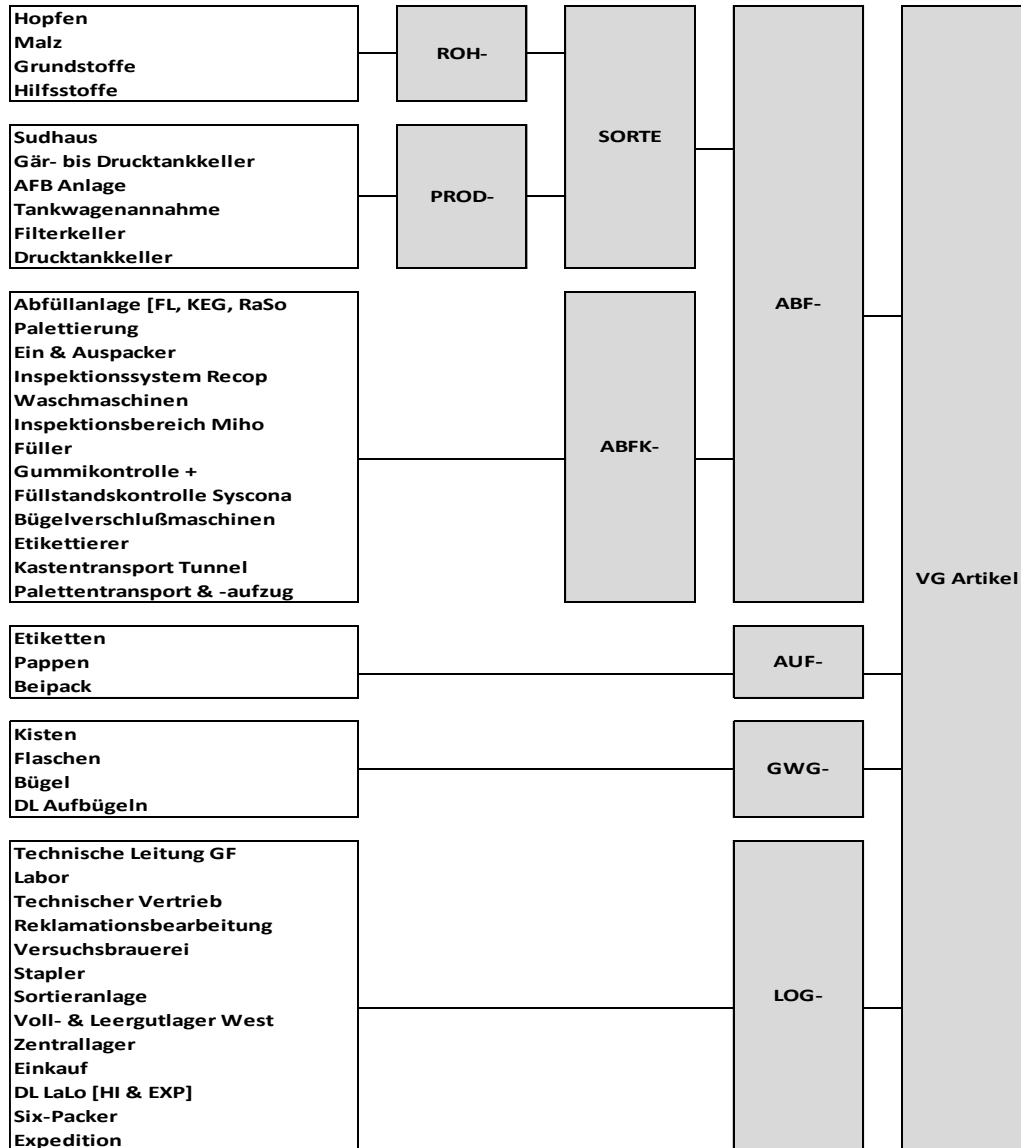 Hopfen
Malz
Grundstoffe
Hilfsstoffe
ROH-
Sudhaus
Gär- bis Drucktankkeller
AFB Anlage
Tankwagenannahme
Filterkeller
Drucktankkeller
PROD-
SORTE
Abfüllanlage [FL, KEG, RaSo
Palettierung
Ein & Auspacker
Inspektionssystem Recop
Waschmaschinen
Inspektionsbereich Miho
Füller
Gummikontrolle +
Füllstandskontrolle Syscona
Bügelverschlußmaschinen
Etikettierer
Kastentransport Tunnel
Palettentransport & -aufzug
ABFK-
ABF-
Etiketten
Pappen
Beipack
AUF-
Kisten
Flaschen
Bügel
DL Aufbügeln
GWG-
Technische Leitung GF
Labor
Technischer Vertrieb
Reklamationsbearbeitung
Versuchsbrauerei
Stapler
Sortieranlage
Voll- & Leergutlager West
Zentrallager
Einkauf
DL LaLo [HI & EXP]
Six-Packer
Expedition
LOG-
VG Artikel